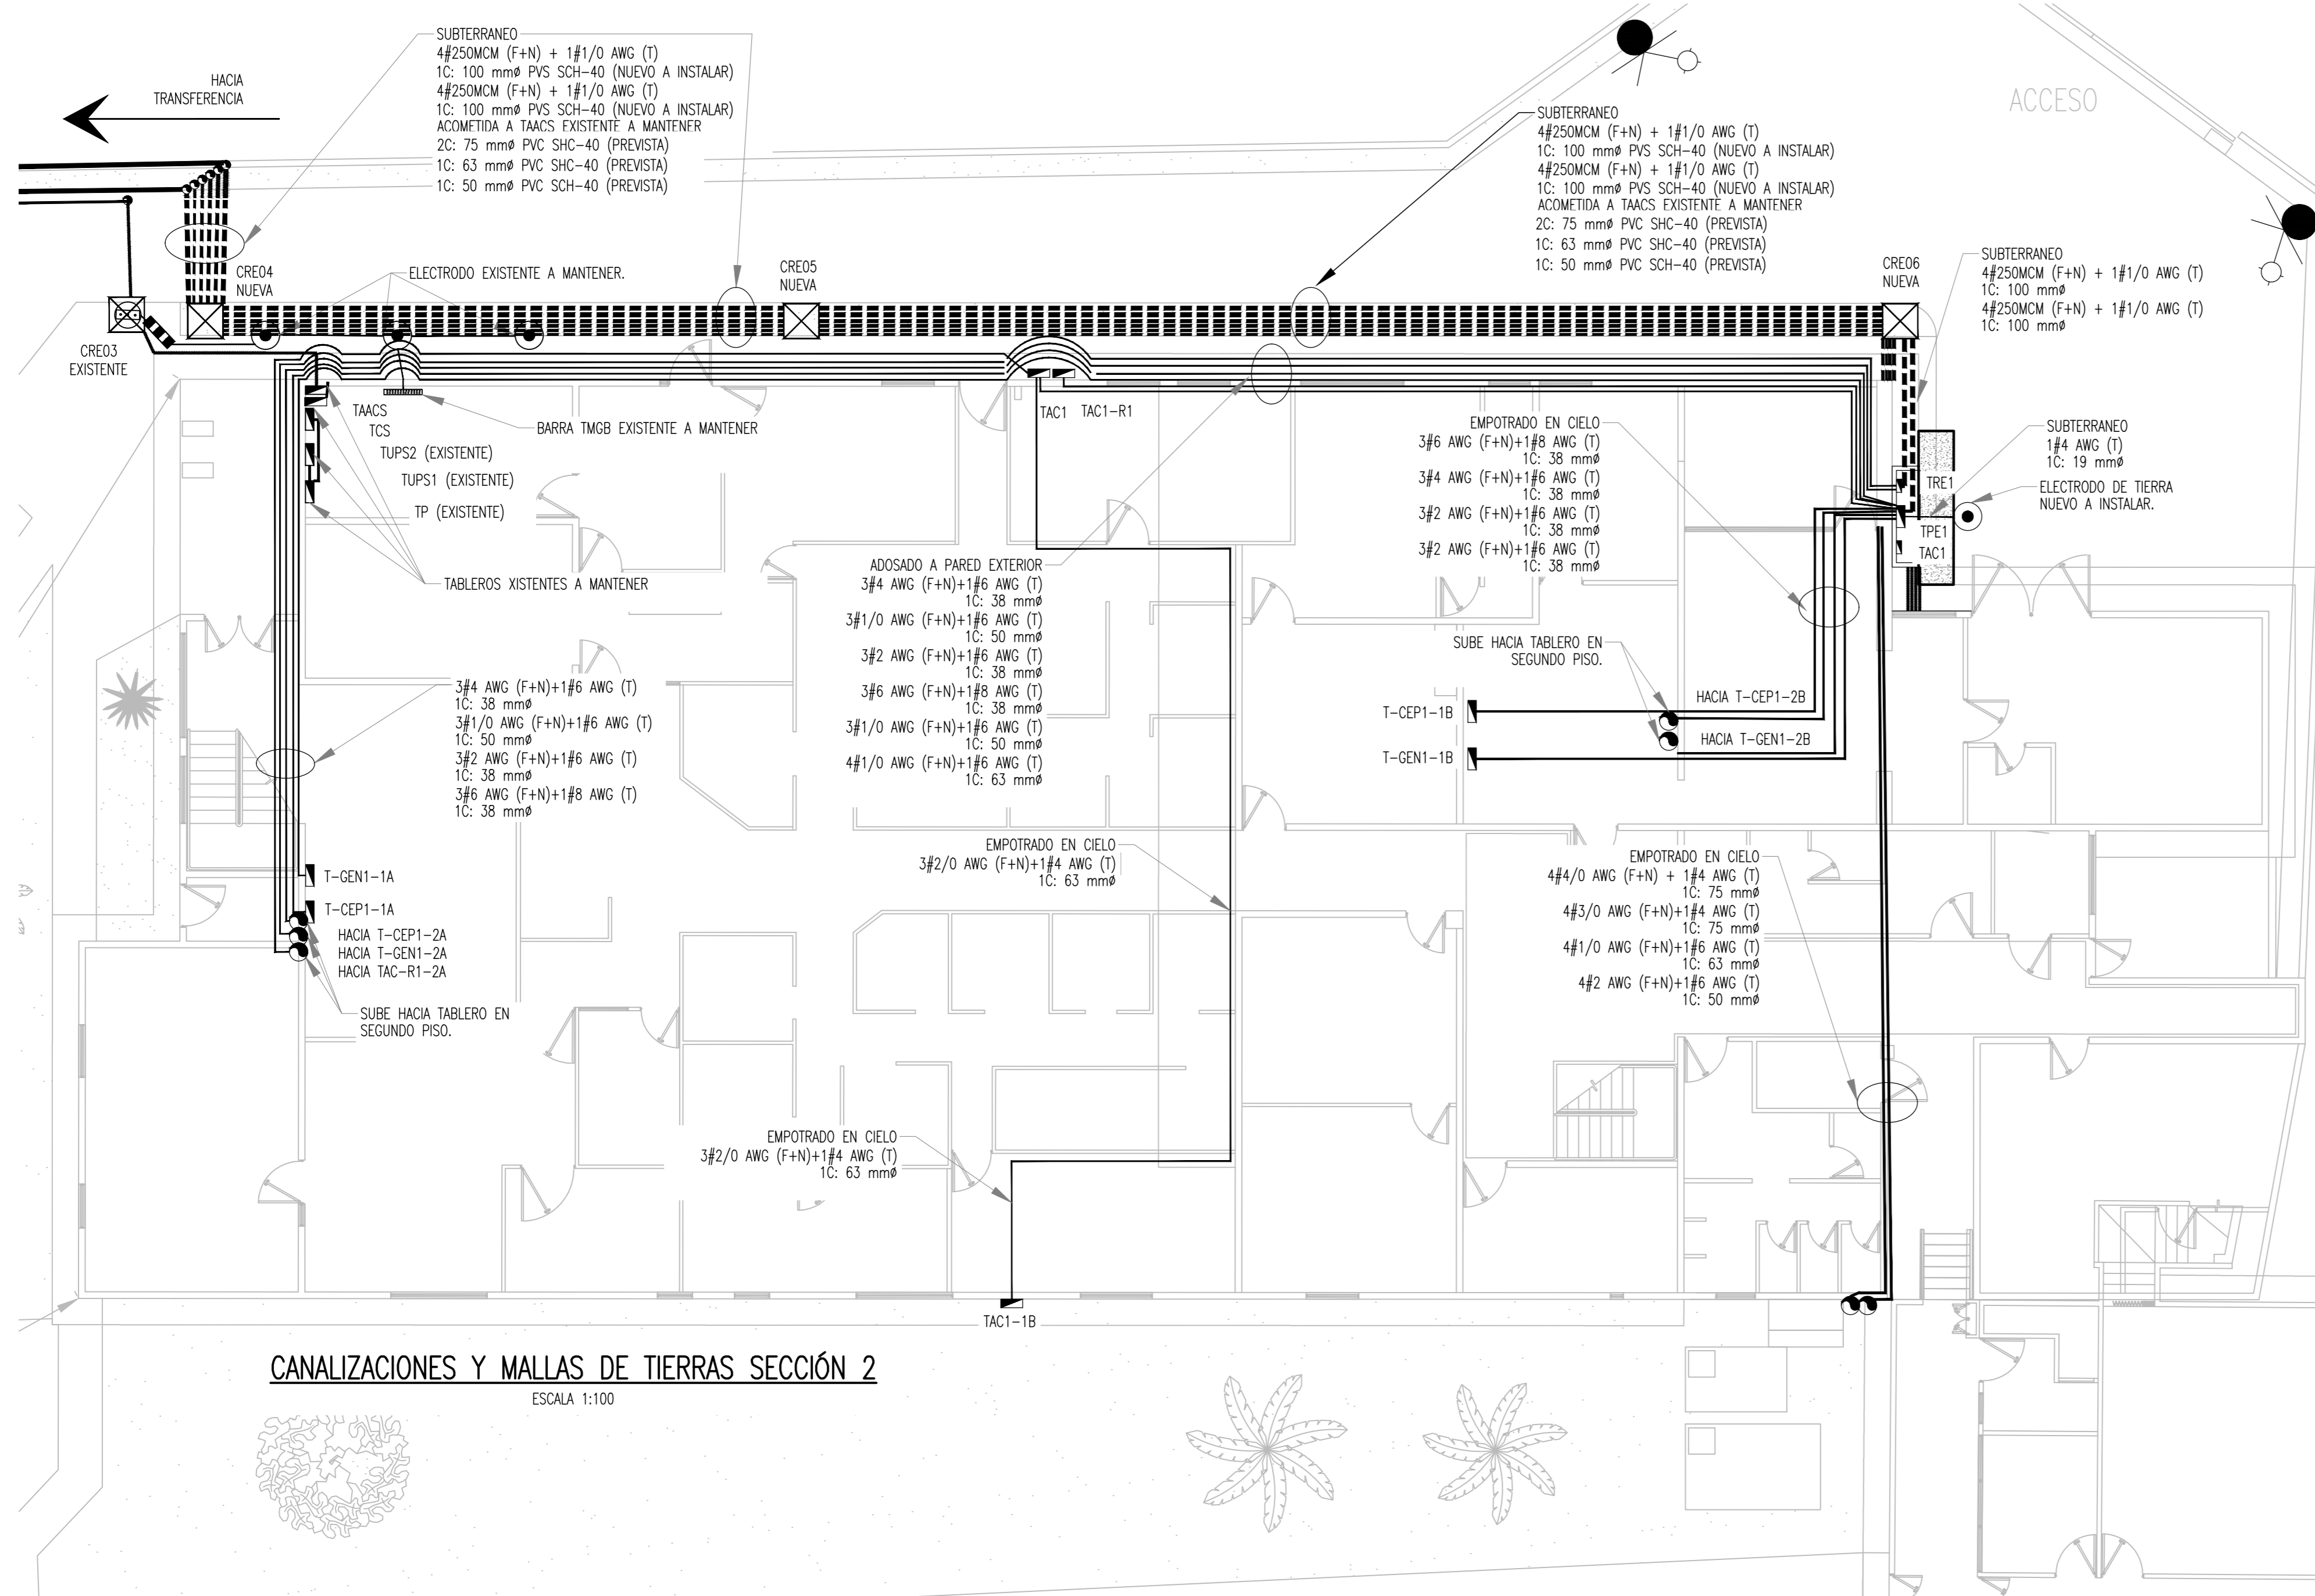 SUBTERRANEO
4#250MCM (F+N) + 1#1/0 AWG (T)
1C: 100 mmø PVS SCH-40 (NUEVO A INSTALAR)
4#250MCM (F+N) + 1#1/0 AWG (T)
1C: 100 mmø PVS SCH-40 (NUEVO A INSTALAR)
ACOMETIDA A TAACS EXISTENTE A MANTENER
2C: 75 mmø PVC SHC-40 (PREVISTA)
1C: 63 mmø PVC SHC-40 (PREVISTA)
1C: 50 mmø PVC SCH-40 (PREVISTA)
HACIA
TRANSFERENCIA
SUBTERRANEO
4#250MCM (F+N) + 1#1/0 AWG (T)
1C: 100 mmø PVS SCH-40 (NUEVO A INSTALAR)
4#250MCM (F+N) + 1#1/0 AWG (T)
1C: 100 mmø PVS SCH-40 (NUEVO A INSTALAR)
ACOMETIDA A TAACS EXISTENTE A MANTENER
2C: 75 mmø PVC SHC-40 (PREVISTA)
1C: 63 mmø PVC SHC-40 (PREVISTA)
1C: 50 mmø PVC SCH-40 (PREVISTA)
ACCESO
SUBTERRANEO
4#250MCM (F+N) + 1#1/0 AWG (T)
1C: 100 mmø
4#250MCM (F+N) + 1#1/0 AWG (T)
1C: 100 mmø
CRE04
NUEVA
ELECTRODO EXISTENTE A MANTENER.
CRE05
NUEVA
CRE06
NUEVA
CRE03
EXISTENTE
TAACS
TCS
TUPS2 (EXISTENTE)
TUPS1 (EXISTENTE)
TP (EXISTENTE)
BARRA TMGB EXISTENTE A MANTENER
TABLEROS XISTENTES A MANTENER
TAC1
TAC1-R1
EMPOTRADO EN CIELO
3#6 AWG (F+N)+1#8 AWG (T)
1C: 38 mmø
3#4 AWG (F+N)+1#6 AWG (T)
1C: 38 mmø
3#2 AWG (F+N)+1#6 AWG (T)
1C: 38 mmø
3#2 AWG (F+N)+1#6 AWG (T)
1C: 38 mmø
SUBTERRANEO
1#4 AWG (T)
1C: 19 mmø
ELECTRODO DE TIERRA
NUEVO A INSTALAR.
TRE1
TPE1
TAC1
ADOSADO A PARED EXTERIOR
3#4 AWG (F+N)+1#6 AWG (T)
1C: 38 mmø
3#1/0 AWG (F+N)+1#6 AWG (T)
1C: 50 mmø
3#2 AWG (F+N)+1#6 AWG (T)
1C: 38 mmø
3#6 AWG (F+N)+1#8 AWG (T)
1C: 38 mmø
3#1/0 AWG (F+N)+1#6 AWG (T)
1C: 50 mmø
4#1/0 AWG (F+N)+1#6 AWG (T)
1C: 63 mmø
SUBE HACIA TABLERO EN
SEGUNDO PISO.
HACIA T-CEP1-2B
T-CEP1-1B
HACIA T-GEN1-2B
T-GEN1-1B
3#4 AWG (F+N)+1#6 AWG (T)
1C: 38 mmø
3#1/0 AWG (F+N)+1#6 AWG (T)
1C: 50 mmø
3#2 AWG (F+N)+1#6 AWG (T)
1C: 38 mmø
3#6 AWG (F+N)+1#8 AWG (T)
1C: 38 mmø
T-GEN1-1A
T-CEP1-1A
HACIA T-CEP1-2A
HACIA T-GEN1-2A
HACIA TAC-R1-2A
SUBE HACIA TABLERO EN
SEGUNDO PISO.
EMPOTRADO EN CIELO
3#2/0 AWG (F+N)+1#4 AWG (T)
1C: 63 mmø
EMPOTRADO EN CIELO
4#4/0 AWG (F+N) + 1#4 AWG (T)
1C: 75 mmø
4#3/0 AWG (F+N)+1#4 AWG (T)
1C: 75 mmø
4#1/0 AWG (F+N)+1#6 AWG (T)
1C: 63 mmø
4#2 AWG (F+N)+1#6 AWG (T)
1C: 50 mmø
EMPOTRADO EN CIELO
3#2/0 AWG (F+N)+1#4 AWG (T)
1C: 63 mmø
TAC1-1B
CANALIZACIONES Y MALLAS DE TIERRAS SECCIÓN 2
ESCALA 1:100